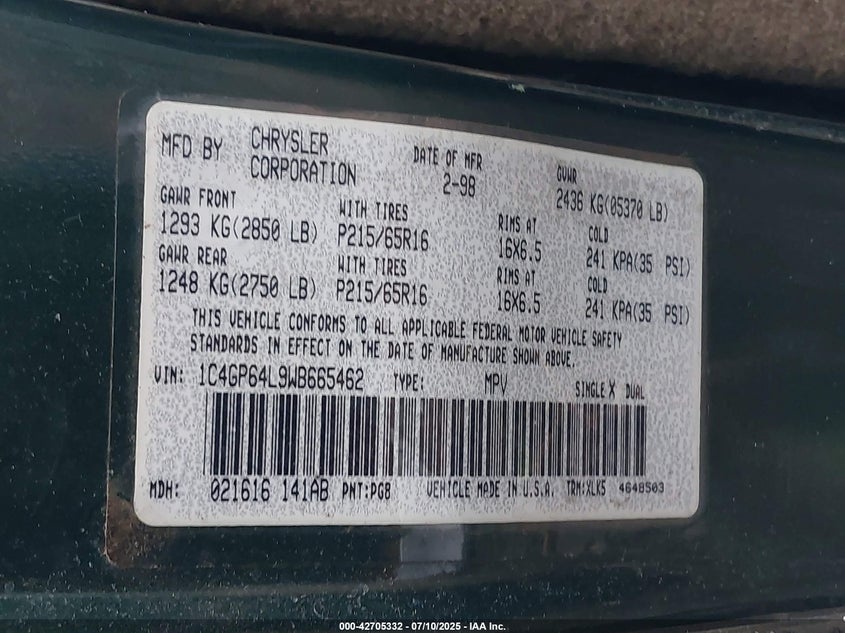 MFD BY CHRYSLER CORPORATION DATE OF MFR 2-98 GVWR 2436 KG(05370 LB)
GAWR FRONT WITH TIRES RIMS AT COLD
1293 KG(2850 LB) P215/65R16 16X6.5 241 KPA(35 PSI)
GAWR REAR WITH TIRES RIMS AT COLD
1248 KG(2750 LB) P215/65R16 16X6.5 241 KPA(35 PSI)
THIS VEHICLE CONFORMS TO ALL APPLICABLE FEDERAL MOTOR VEHICLE SAFETY
STANDARDS IN EFFECT ON THE DATE OF MANUFACTURE SHOWN ABOVE.
VIN: 1C4GP64L9WB665462 TYPE: MPV SINGLE X DUAL
MDH: 021616 141AB PNT:PG8 VEHICLE MADE IN U.S.A. TRM:XLK5 4648503
000-42705332 - 07/10/2025 - IAA Inc.